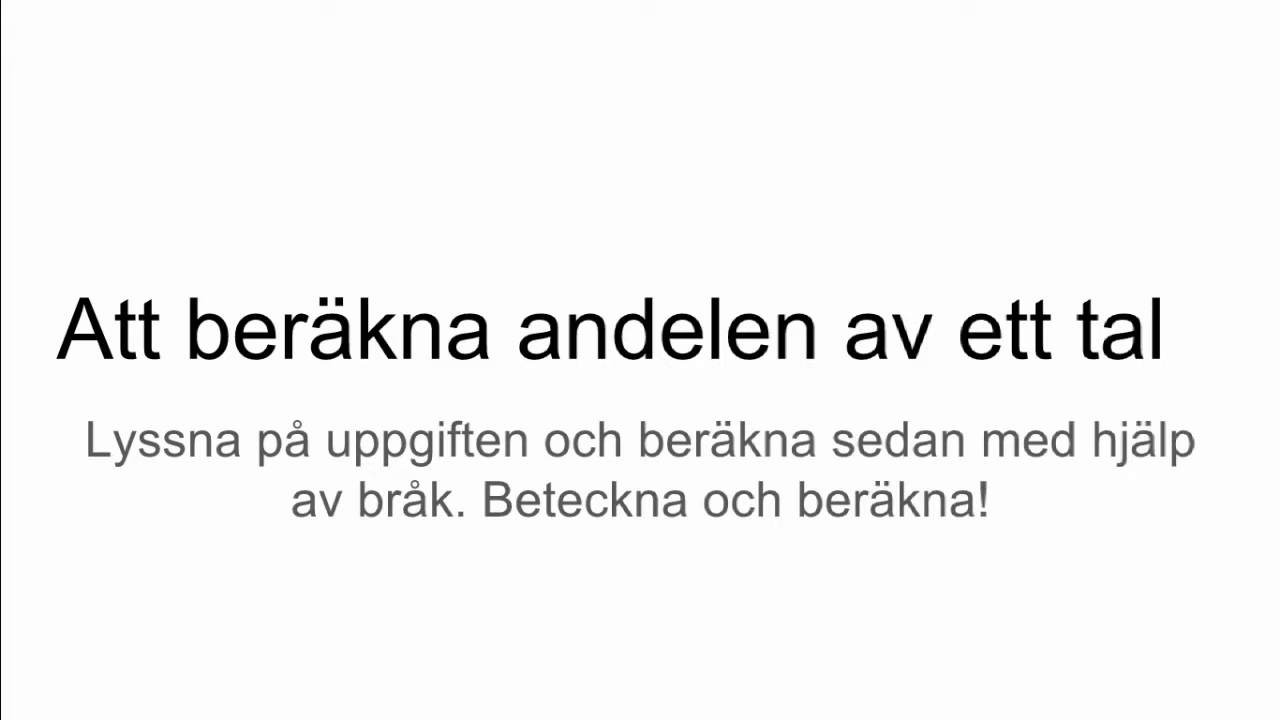 Att beräkna andelen av ett tal
Lyssna på uppgiften och beräkna sedan med hjälp
av bråk. Beteckna och beräkna!